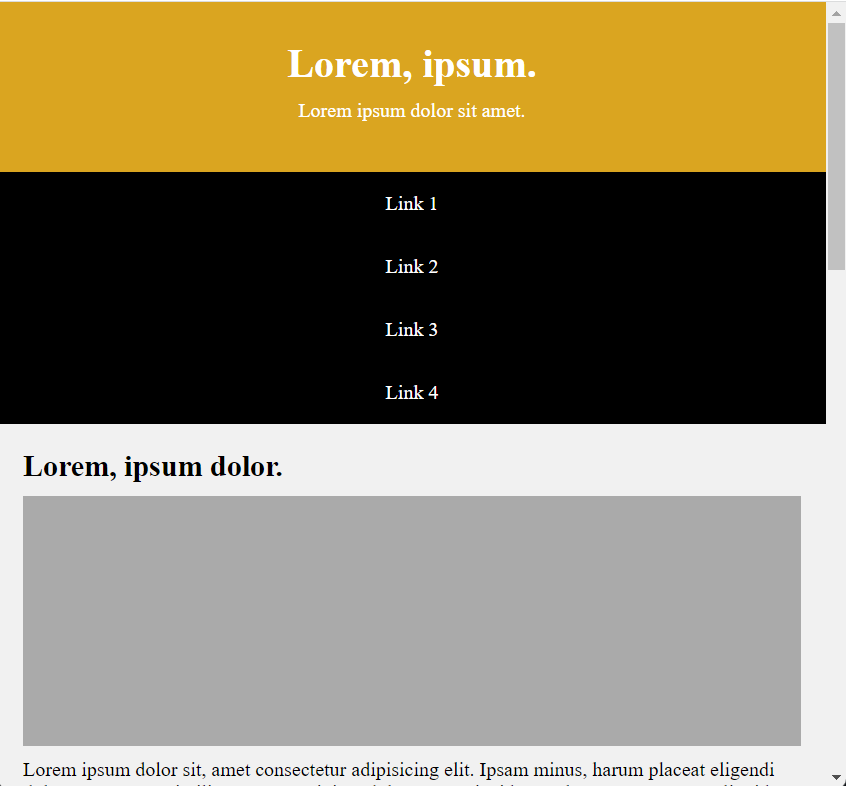 Lorem, ipsum.
Lorem ipsum dolor sit amet.
Link 1
Link 2
Link 3
Link 4
Lorem, ipsum dolor.
Lorem ipsum dolor sit, amet consectetur adipisicing elit. Ipsam minus, harum placeat eligendi